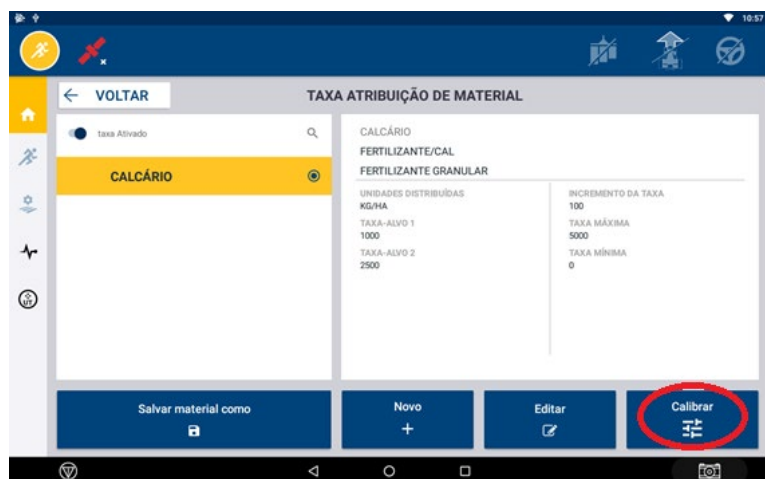 10:57
VOLTAR
TAXA ATRIBUIÇÃO DE MATERIAL
taxa Ativado
CALCÁRIO
CALCÁRIO
FERTILIZANTE/CAL
FERTILIZANTE GRANULAR
UNIDADES DISTRIBUÍDAS
KG/HA
TAXA-ALVO 1
1000
TAXA-ALVO 2
2500
INCREMENTO DA TAXA
100
TAXA MÁXIMA
5000
TAXA MÍNIMA
0
UT
Salvar material como
Novo
Editar
Calibrar